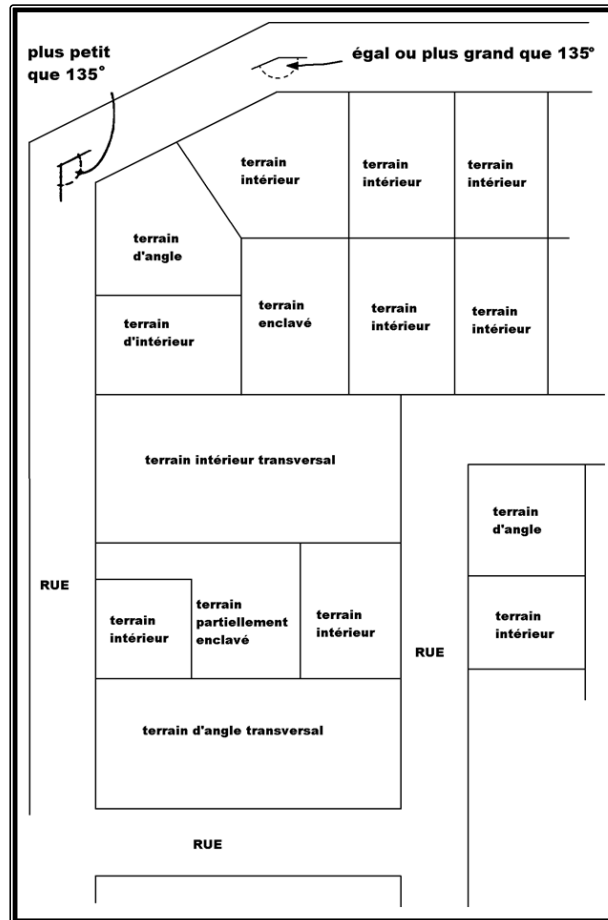 plus petit
que 135°
égal ou plus grand que 135°
terrain
intérieur
terrain
intérieur
terrain
intérieur
terrain
d'angle
terrain
d'intérieur
terrain
enclavé
terrain
intérieur
terrain
intérieur
terrain intérieur transversal
terrain
d'angle
RUE
terrain
intérieur
terrain
partiellement
enclavé
terrain
intérieur
terrain
intérieur
RUE
terrain d'angle transversal
RUE